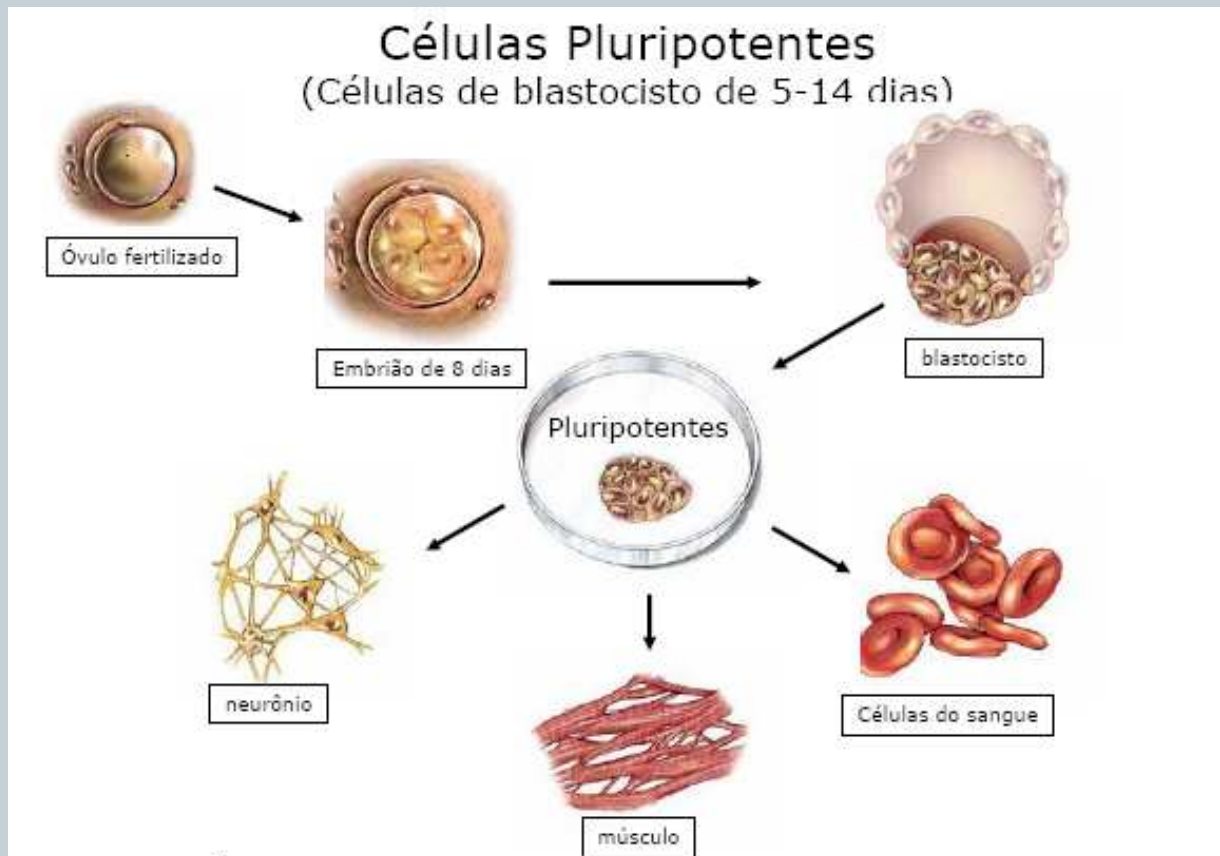 Células Pluripotentes
(Células de blastocisto de 5-14 dias)
Óvulo fertilizado
Embrião de 8 dias
blastocisto
Pluripotentes
neurônio
Células do sangue
músculo